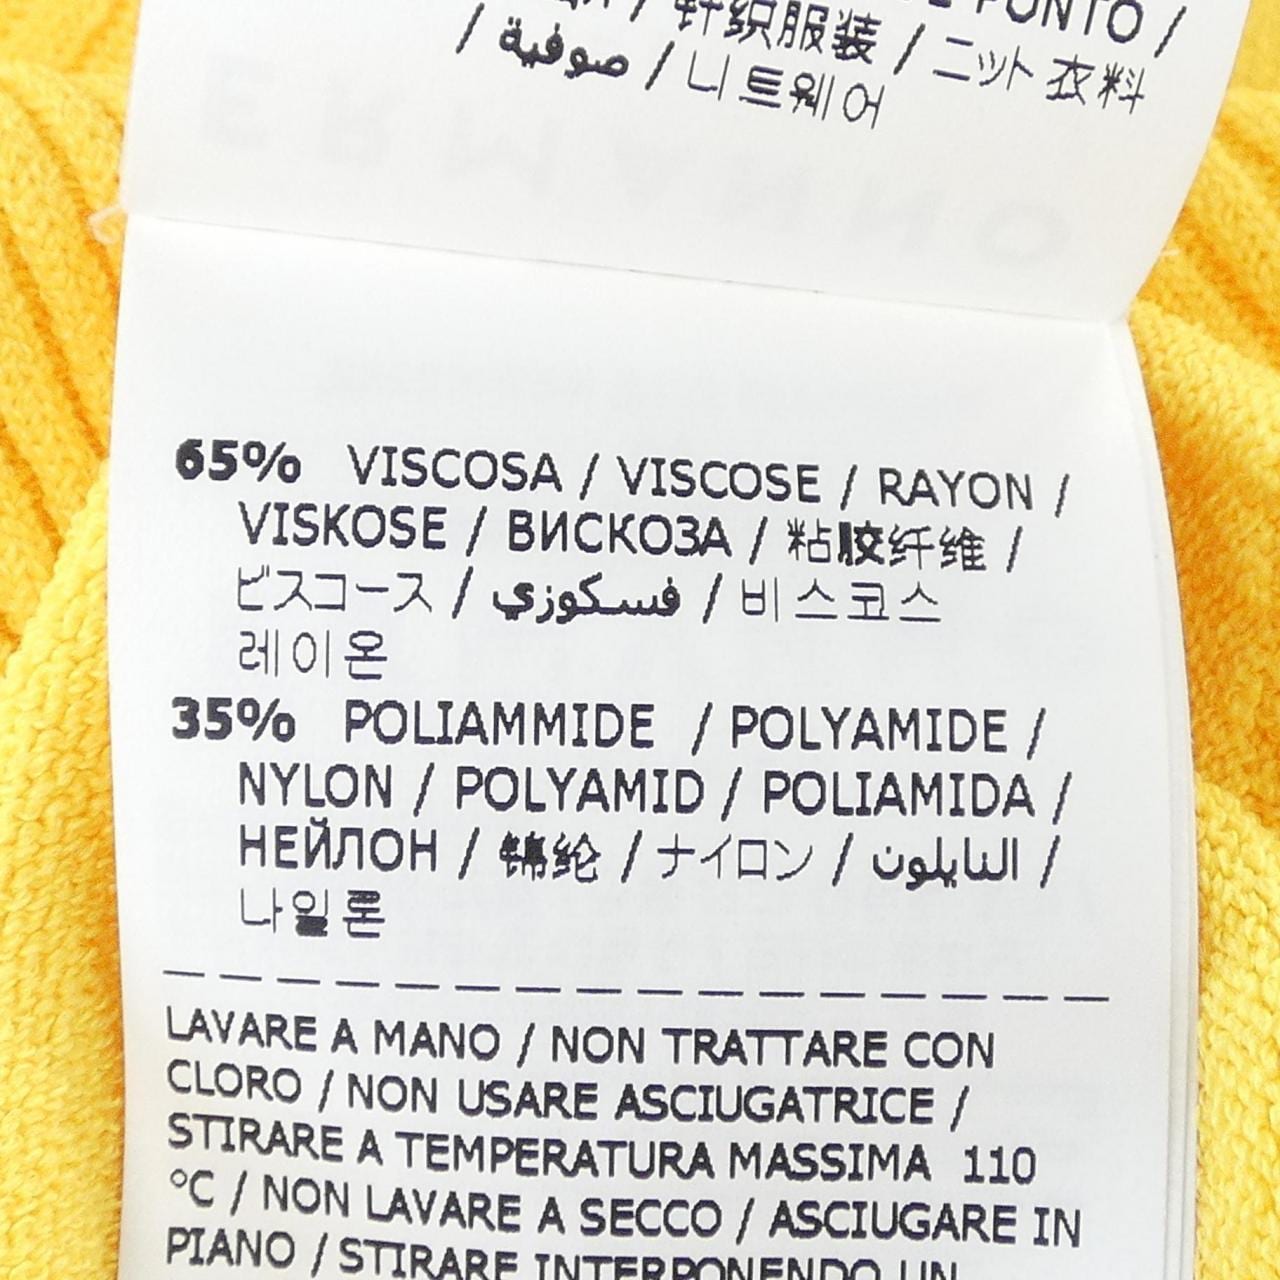 PUNTO /
/ 针织服装 / ニット衣料
/ صوفية / 니트웨어
ERMANNO
65% VISCOSA / VISCOSE / RAYON /
VISKOSE / ВИСКОЗА / 粘胶纤维 /
ビスコース / فسكوزي / 비스코스
레이온
35% POLIAMMIDE / POLYAMIDE /
NYLON / POLYAMID / POLIAMIDA /
НЕЙЛОН / 锦纶 / ナイロン / النايلون /
나일론
LAVARE A MANO / NON TRATTARE CON
CLORO / NON USARE ASCIUGATRICE /
STIRARE A TEMPERATURA MASSIMA 110
°C / NON LAVARE A SECCO / ASCIUGARE IN
PIANO / STIRARE INTERPONENDO UN